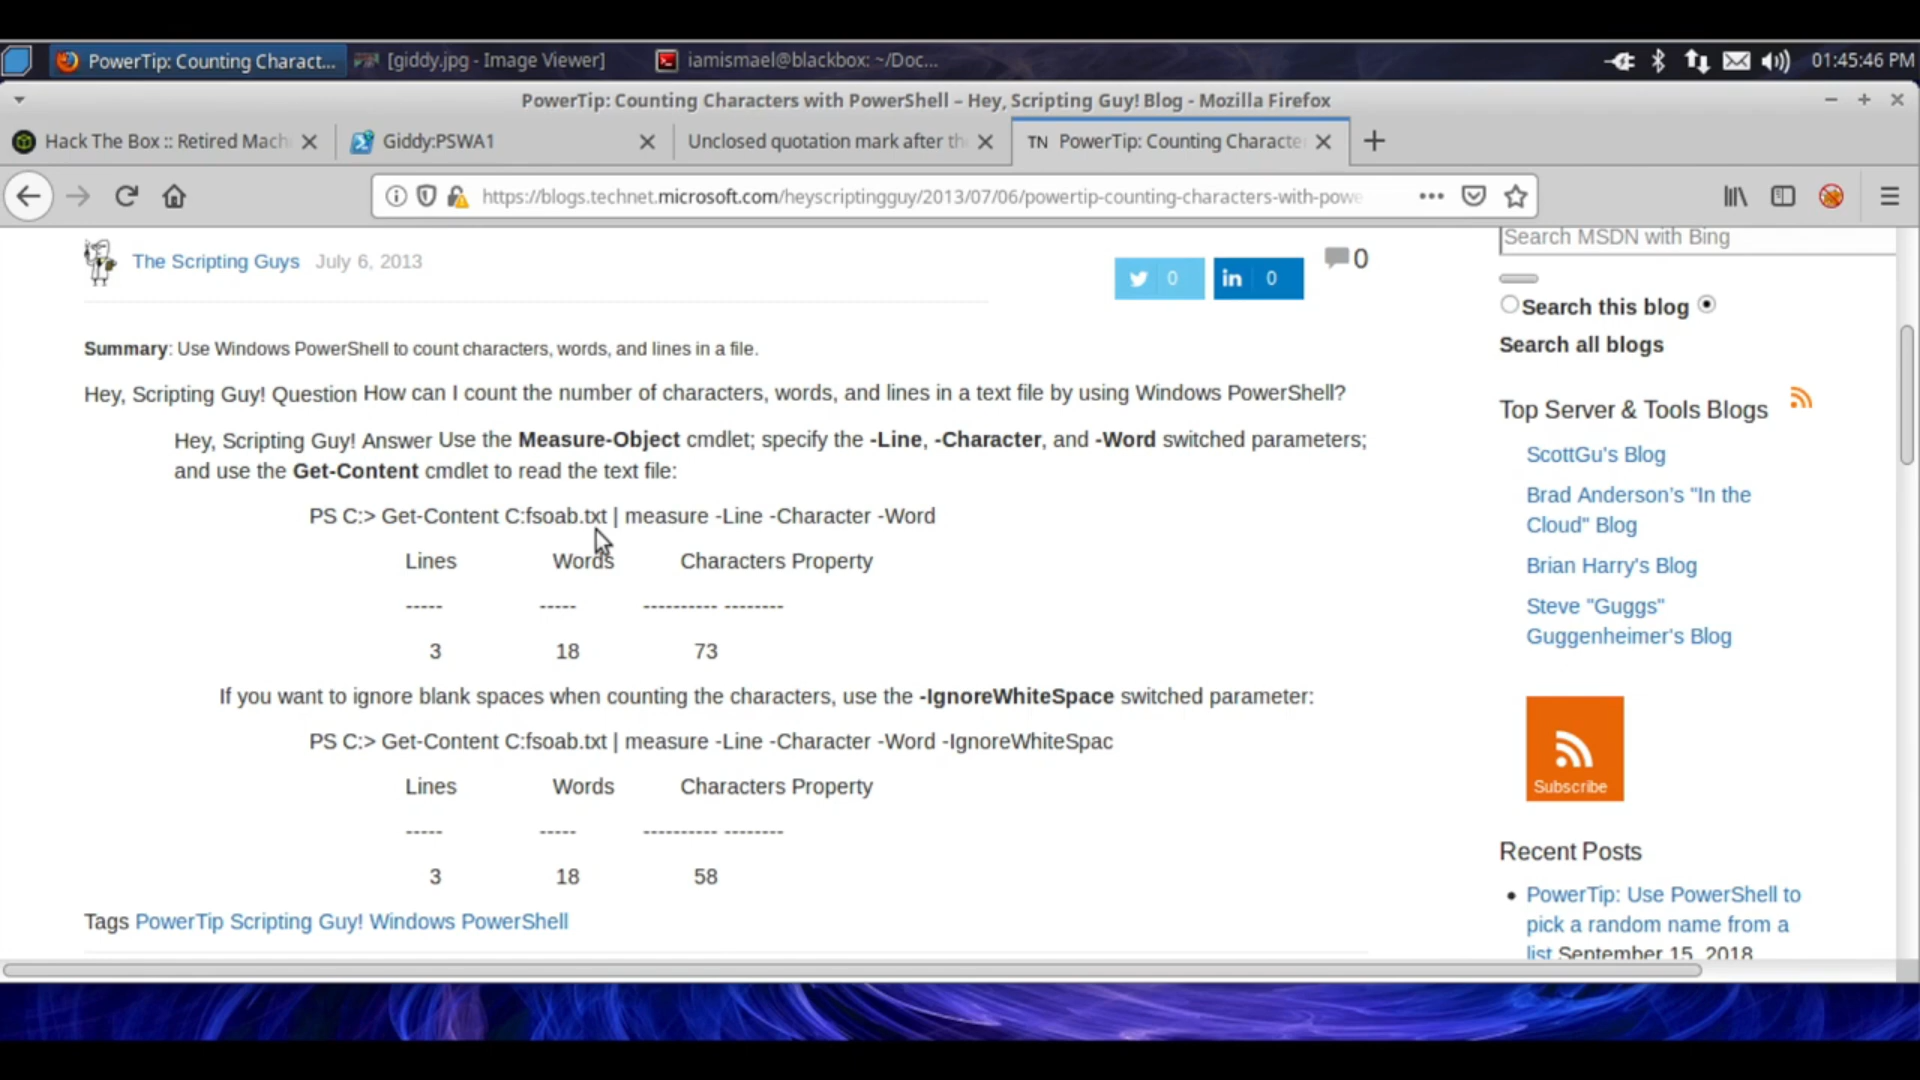 PowerTip: Counting Charact...
[giddy.jpg - Image Viewer]
iamismael@blackbox: ~/Doc...
01:45:46 PM
PowerTip: Counting Characters with PowerShell – Hey, Scripting Guy! Blog - Mozilla Firefox
Hack The Box :: Retired Mach
Giddy:PSWA1
Unclosed quotation mark after th
TN PowerTip: Counting Characte
https://blogs.technet.microsoft.com/heyscriptingguy/2013/07/06/powertip-counting-characters-with-powe
The Scripting Guys July 6, 2013
0
in 0
0
Summary: Use Windows PowerShell to count characters, words, and lines in a file.
Hey, Scripting Guy! Question How can I count the number of characters, words, and lines in a text file by using Windows PowerShell?
Hey, Scripting Guy! Answer Use the Measure-Object cmdlet; specify the -Line, -Character, and -Word switched parameters;
and use the Get-Content cmdlet to read the text file:
PS C:> Get-Content C:fsoab.txt | measure -Line -Character -Word
Lines Words Characters Property
----- ----- ---------- --------
3 18 73
If you want to ignore blank spaces when counting the characters, use the -IgnoreWhiteSpace switched parameter:
PS C:> Get-Content C:fsoab.txt | measure -Line -Character -Word -IgnoreWhiteSpac
Lines Words Characters Property
----- ----- ---------- --------
3 18 58
Tags PowerTip Scripting Guy! Windows PowerShell
Search MSDN with Bing
Search this blog
Search all blogs
Top Server & Tools Blogs
ScottGu's Blog
Brad Anderson's "In the
Cloud" Blog
Brian Harry's Blog
Steve "Guggs"
Guggenheimer's Blog
Subscribe
Recent Posts
PowerTip: Use PowerShell to
pick a random name from a
list September 15, 2018